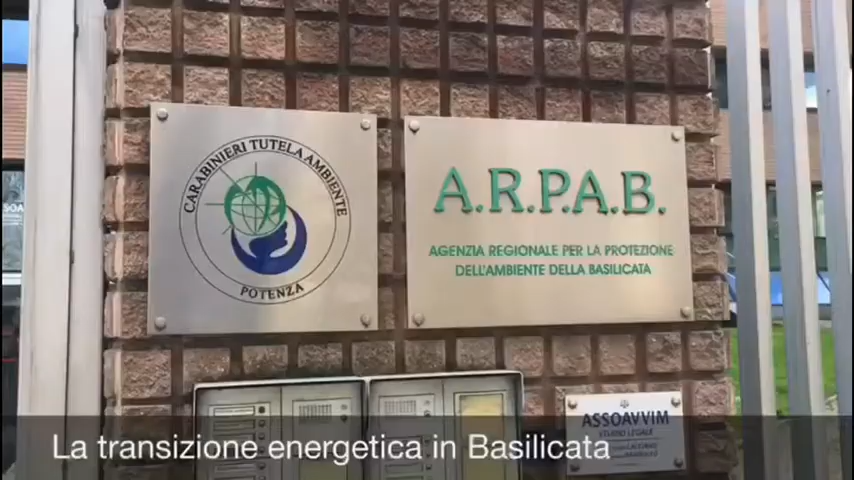 CARABINIERI TUTELA AMBIENTE
POTENZA
A.R.P.A.B.
AGENZIA REGIONALE PER LA PROTEZIONE
DELL'AMBIENTE DELLA BASILICATA
ASSOAVVIM
STUDIO LEGALE
La transizione energetica in Basilicata